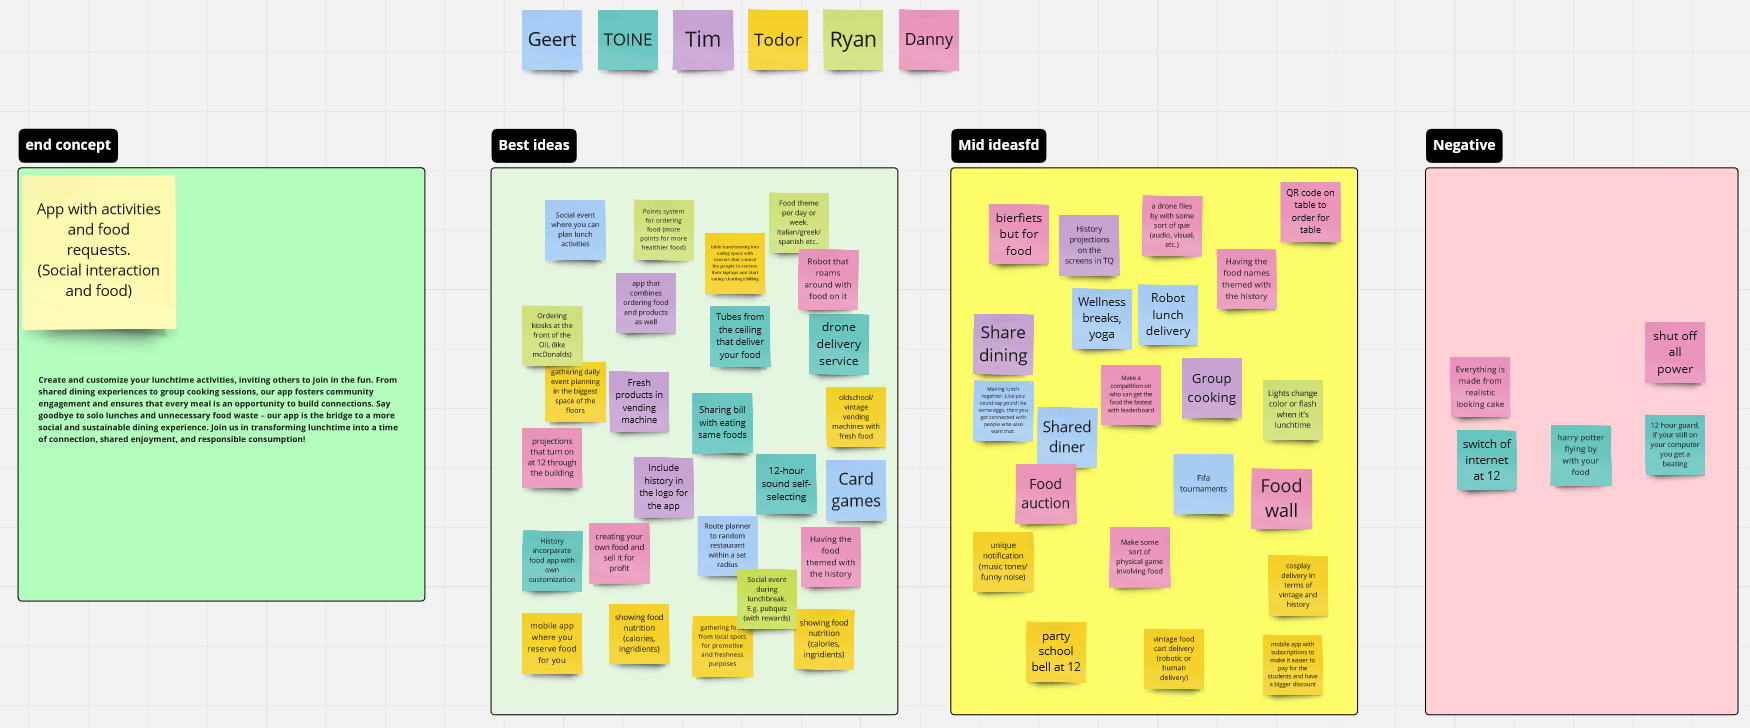 Geert
TOINE
Tim
Todor
Ryan
Danny
end concept
App with activities
and food
requests.
(Social interaction
and food)
Create and customize your lunchtime activities, inviting others to join in the fun. From
shared dining experiences to group cooking sessions, our app fosters community
engagement and ensures that every meal is an opportunity to build connections. Say
goodbye to solo lunches and unnecessary food waste – our app is the bridge to a more
social and sustainable dining experience. Join us in transforming lunchtime into a time
of connection, shared enjoyment, and responsible consumption!
Best ideas
Social event
where you can
plan lunch
activities
Points system
for ordering
food (more
points for more
healthier food)
Food theme
per day or
week.
Italian/greek/
spanish etc..
table transforming into
eating space with
sensors that control
the people to remove
their laptops and start
eating/chatting/chilling
Robot that
roams
around with
food on it
app that
combines
ordering food
and products
as well
Ordering
kiosks at the
front of the
OIL (like
mcDonalds)
Tubes from
the ceiling
that deliver
your food
drone
delivery
service
gathering daily
event planning
in the biggest
space of the
floors
Fresh
products in
vending
machine
Sharing bill
with eating
same foods
oldschool/
vintage
vending
machines with
fresh food
projections
that turn on
at 12 through
the building
Include
history in
the logo for
the app
12-hour
sound self-
selecting
Card
games
History
incorparate
food app with
own
customization
creating your
own food and
sell it for
profit
Route planner
to random
restaurant
within a set
radius
Having the
food
themed with
the history
Social event
during
lunchbreak.
E.g. pubquiz
(with rewards)
mobile app
where you
reserve food
for you
showing food
nutrition
(calories,
ingridients)
gathering
from local spots
for promotive
and freshness
purposes
showing food
nutrition
(calories,
ingridients)
Mid ideasfd
bierfiets
but for
food
History
projections
on the
screens in TQ
a drone flies
by with some
sort of que
(audio, visual,
etc.)
QR code on
table to
order for
table
Having the
food names
themed with
the history
Wellness
breaks,
yoga
Robot
lunch
delivery
Share
dining
Making lunch
together. Like you
could say you'd like
some eggs, then you
get connected with
people who also
want that.
Shared
diner
Make a
competition on
who can get the
food the fastest
with leaderboard
Group
cooking
Lights change
color or flash
when it's
lunchtime
Food
auction
Fifa
tournaments
Food
wall
unique
notification
(music tones/
funny noise)
Make some
sort of
physical game
involving food
cosplay
delivery in
terms of
vintage and
history
party
school
bell at 12
vintage food
cart delivery
(robotic or
human
delivery)
mobile app with
subscriptions to
make it easier to
pay for the
students and have
a bigger discount
Negative
shut off
all
power
Everything is
made from
realistic
looking cake
switch of
internet
at 12
harry potter
flying by
with your
food
12 hour guard,
if your still on
your computer
you get a
beating